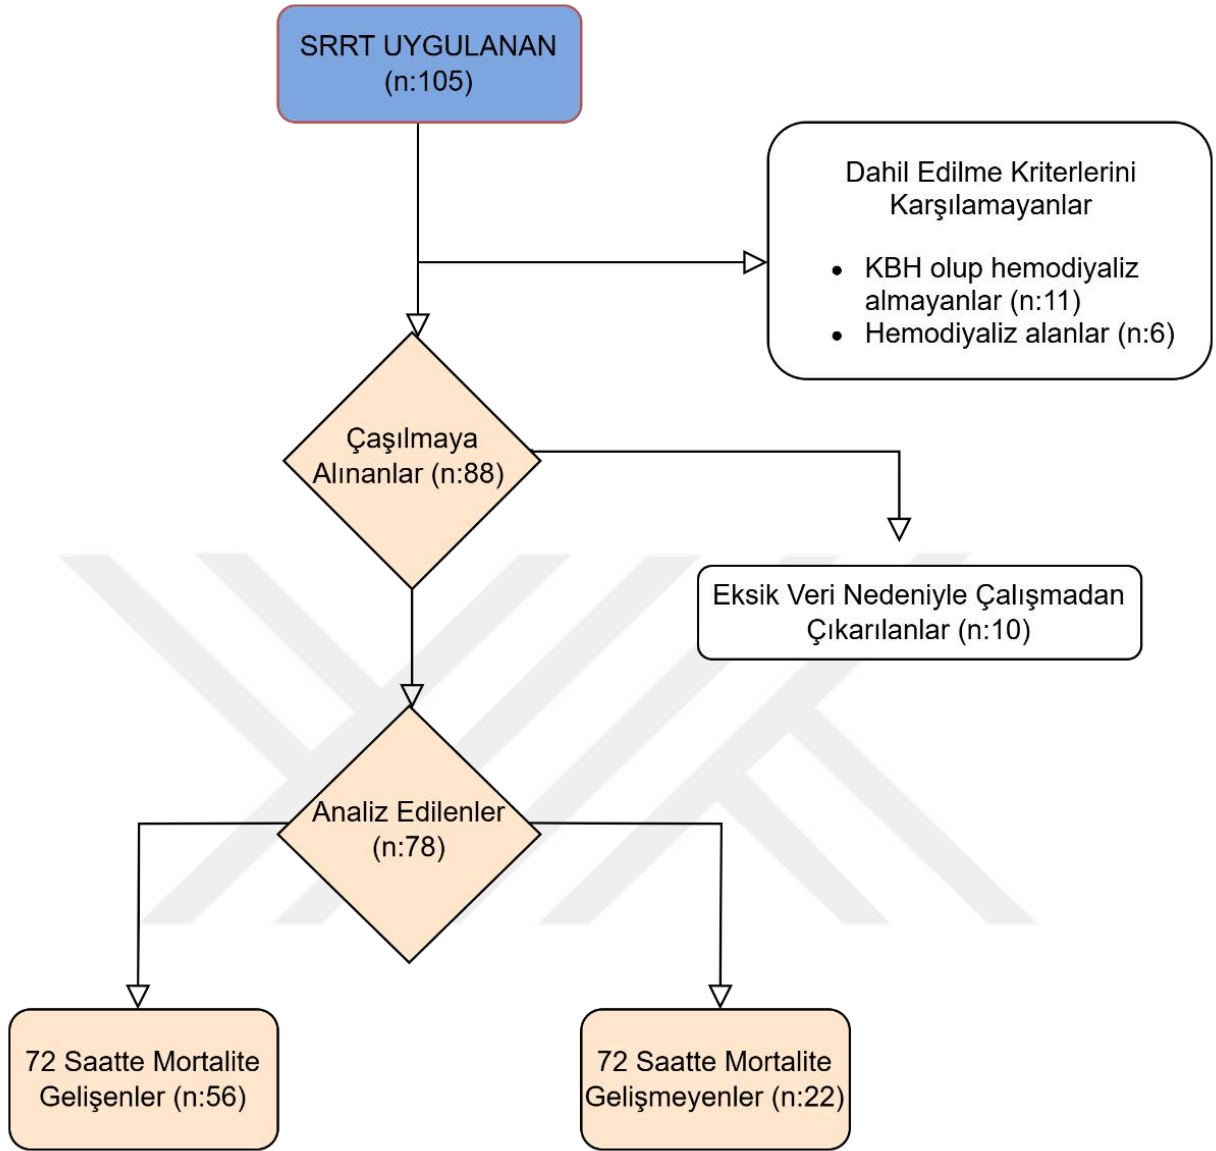 SRRT UYGULANAN
(n:105)
Dahil Edilme Kriterlerini
Karşılamayanlar
• KBH olup hemodiyaliz
almayanlar (n:11)
• Hemodiyaliz alanlar (n:6)
Çaşılmaya
Alınanlar (n:88)
Eksik Veri Nedeniyle Çalışmadan
Çıkarılanlar (n:10)
Analiz Edilenler
(n:78)
72 Saatte Mortalite
Gelişenler (n:56)
72 Saatte Mortalite
Gelişmeyenler (n:22)